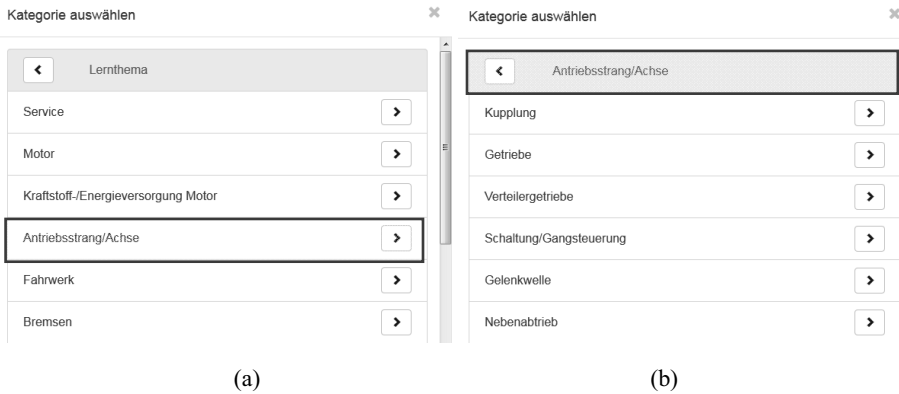 Kategorie auswählen
Lernthema
Service
Motor
Kraftstoff-/Energieversorgung Motor
Antriebsstrang/Achse
Fahrwerk
Bremsen
(a)
Kategorie auswählen
Antriebsstrang/Achse
Kupplung
Getriebe
Verteilergetriebe
Schaltung/Gangsteuerung
Gelenkwelle
Nebenabtrieb
(b)